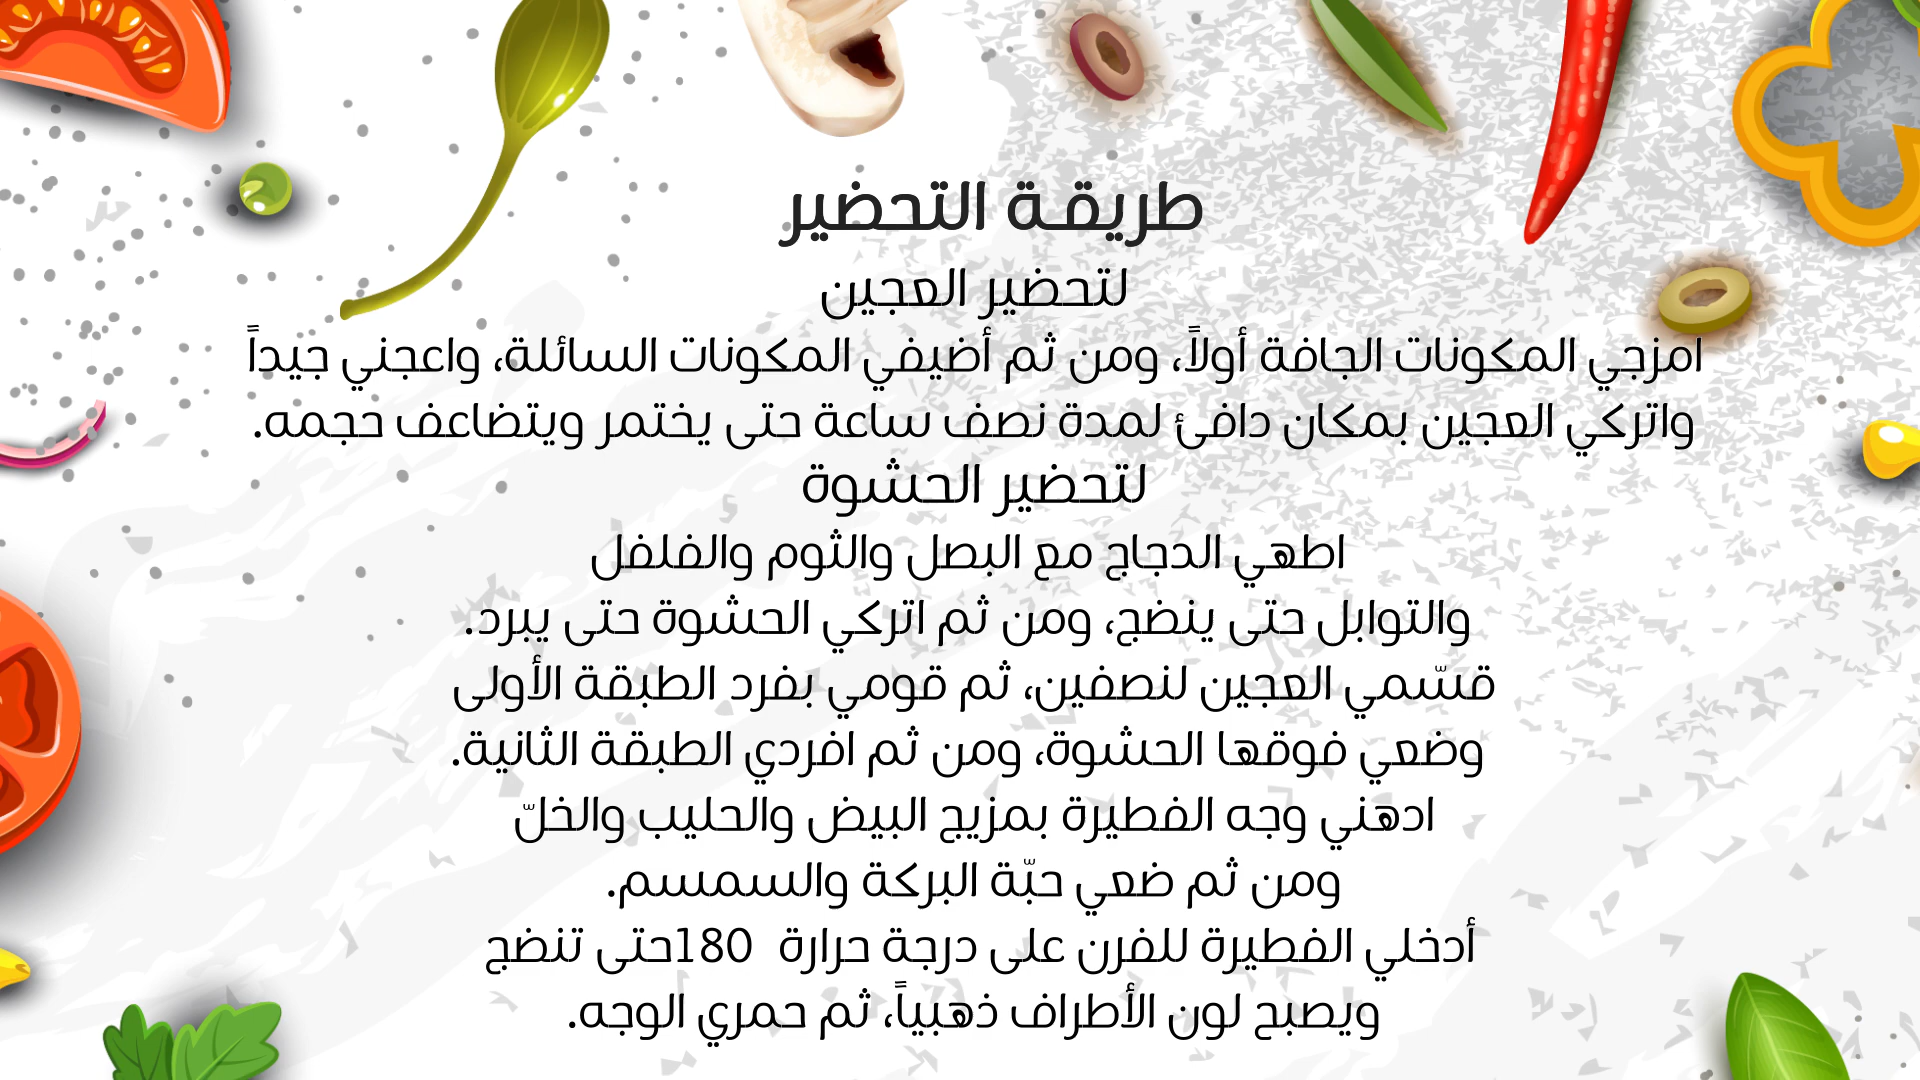 طريقة التحضير
لتحضير العجين
امزجي المكونات الجافة أولاً، ومن ثم أضيفي المكونات السائلة، واعجني جيداً
واتركي العجين بمكان دافئ لمدة نصف ساعة حتى يختمر ويتضاعف حجمه.
لتحضير الحشوة
اطهي الدجاج مع البصل والثوم والفلفل
والتوابل حتى ينضج، ومن ثم اتركي الحشوة حتى يبرد.
قسّمي العجين لنصفين، ثم قومي بفرد الطبقة الأولى
وضعي فوقها الحشوة، ومن ثم افردي الطبقة الثانية.
ادهني وجه الفطيرة بمزيج البيض والحليب والخلّ
ومن ثم ضعي حبّة البركة والسمسم.
أدخلي الفطيرة للفرن على درجة حرارة  180حتى تنضج
ويصبح لون الأطراف ذهبياً، ثم حمري الوجه.